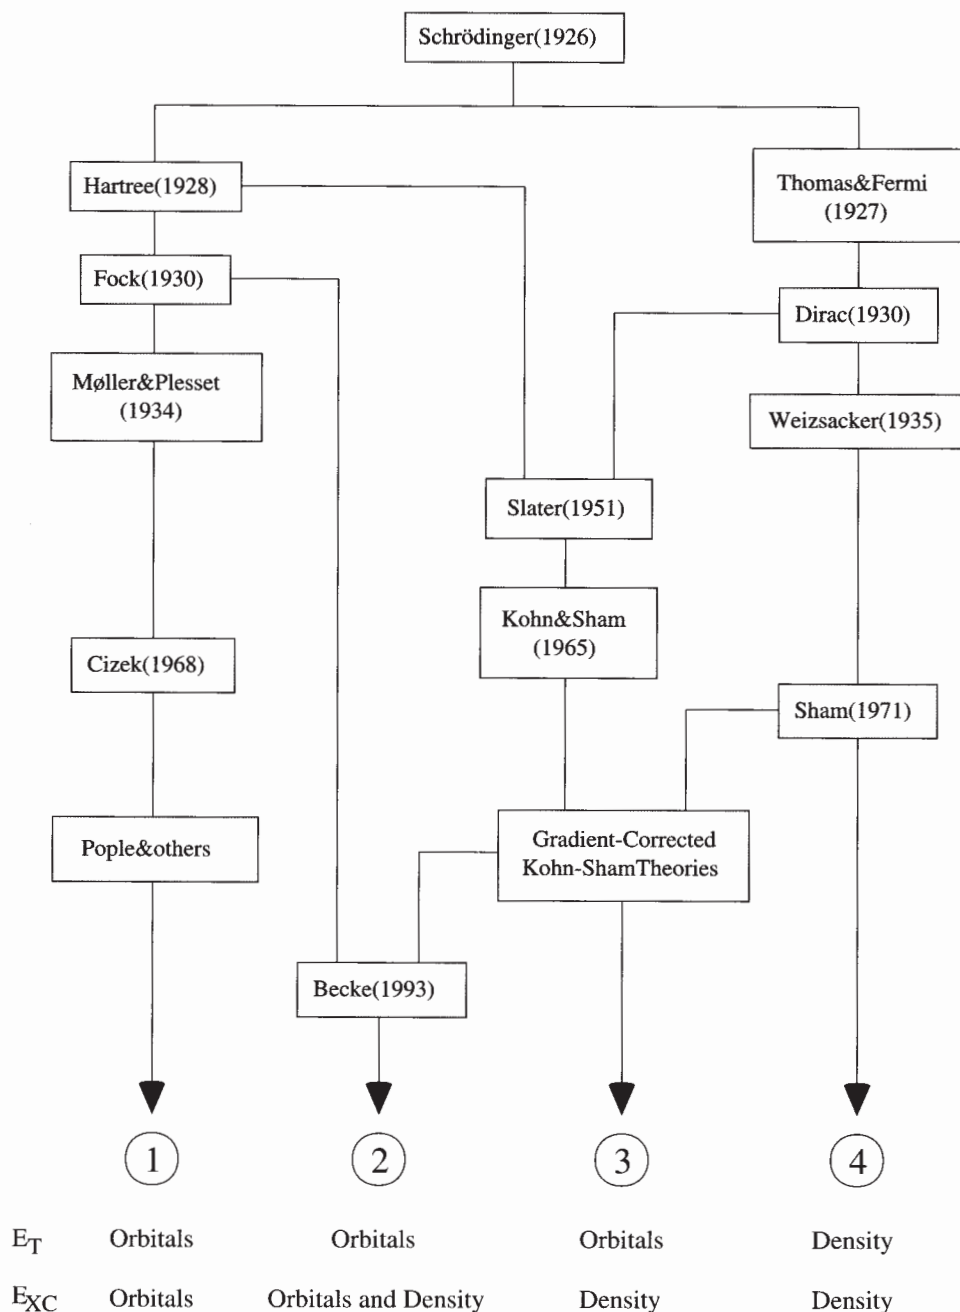 Schrödinger(1926)
Hartree(1928)
Thomas&Fermi
(1927)
Fock(1930)
Dirac(1930)
Møller&Plesset
(1934)
Weizsacker(1935)
Slater(1951)
Kohn&Sham
(1965)
Cizek(1968)
Sham(1971)
Pople&others
Gradient-Corrected
Kohn-ShamTheories
Becke(1993)
1 2 3 4
E_T Orbitals Orbitals Orbitals Density
E_XC Orbitals Orbitals and Density Density Density